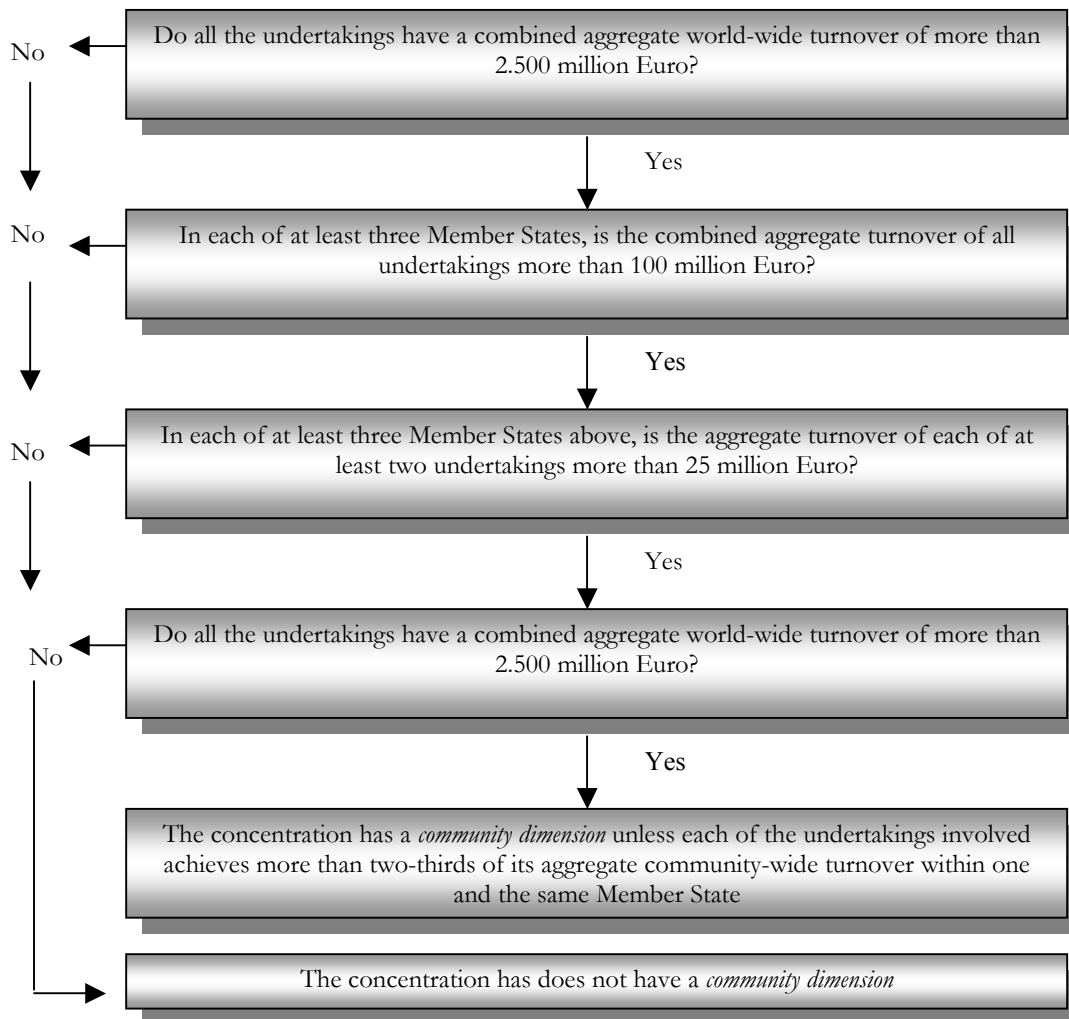 Do all the undertakings have a combined aggregate world-wide turnover of more than
2.500 million Euro?
No
Yes
In each of at least three Member States, is the combined aggregate turnover of all
undertakings more than 100 million Euro?
No
Yes
In each of at least three Member States above, is the aggregate turnover of each of at
least two undertakings more than 25 million Euro?
No
Yes
Do all the undertakings have a combined aggregate world-wide turnover of more than
2.500 million Euro?
No
Yes
The concentration has a community dimension unless each of the undertakings involved
achieves more than two-thirds of its aggregate community-wide turnover within one
and the same Member State
The concentration has does not have a community dimension